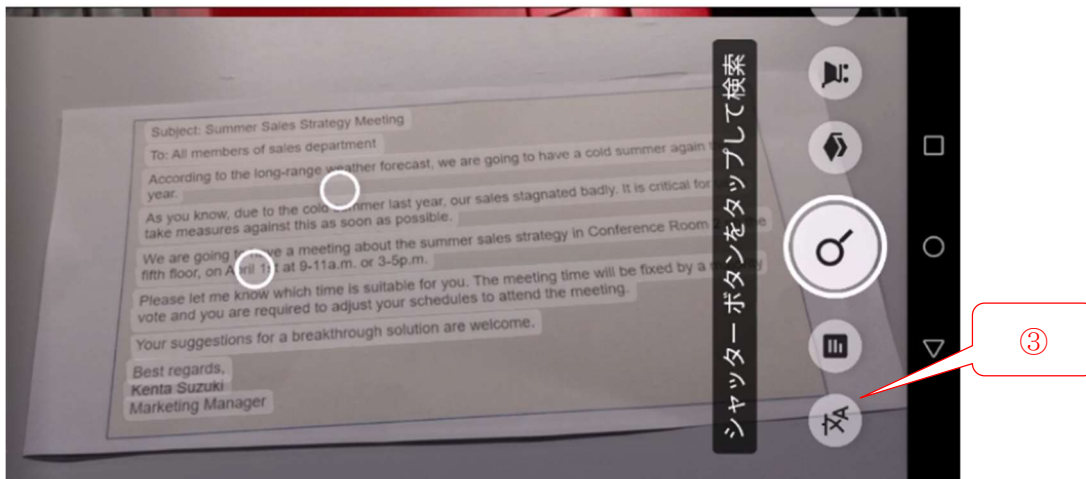 Subject: Summer Sales Strategy Meeting
To: All members of sales department
According to the long-range weather forecast, we are going to have a cold summer again
year.
As you know, due to the cold summer last year, our sales stagnated badly. It is critical for
take measures against this as soon as possible.
We are going to have a meeting about the summer sales strategy in Conference Room
fifth floor, on April 1st at 9-11a.m. or 3-5p.m.
Please let me know which time is suitable for you. The meeting time will be fixed by a
vote and you are required to adjust your schedules to attend the meeting.
Your suggestions for a breakthrough solution are welcome.
Best regards,
Kenta Suzuki
Marketing Manager
シャッターボタンをタップして検索
文A
③